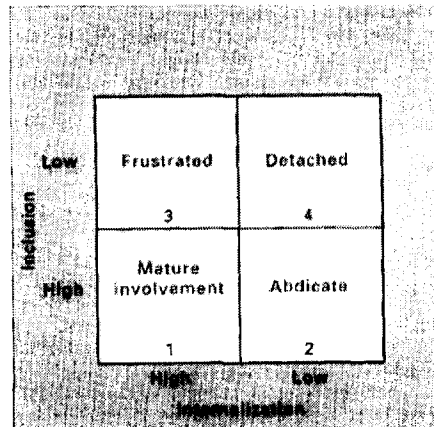 Low
Frustrated
Detached
3
4
Inclusion
High
Mature
involvement
Abdicate
1
2
High
Low
Internalization